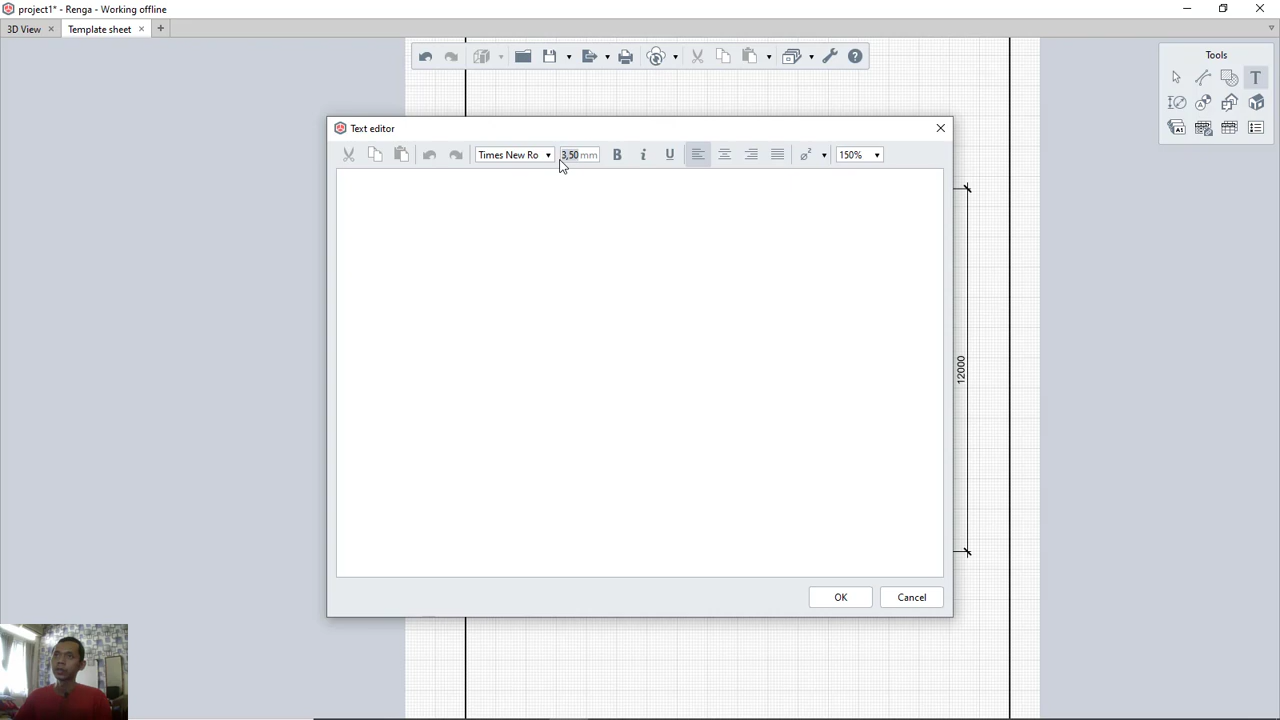 project1* - Renga - Working offline
3D View
Template sheet
Tools
Text editor
Times New Ro
3,50 mm
B
i
U
150%
12000
OK
Cancel